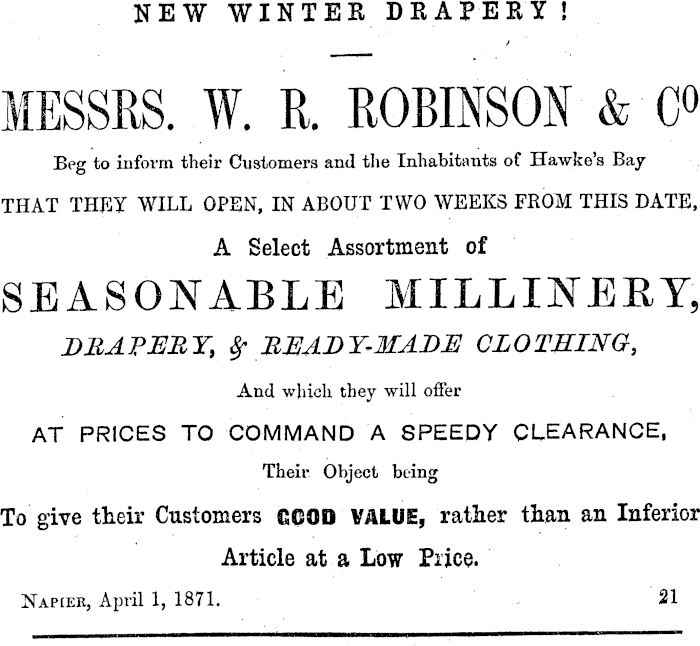 NEW WINTER DRAPERY!
MESSRS. W. R. ROBINSON & CO
Beg to inform their Customers and the Inhabitants of Hawke's Bay
THAT THEY WILL OPEN, IN ABOUT TWO WEEKS FROM THIS DATE,
A Select Assortment of
SEASONABLE MILLINERY,
DRAPERY, & READY-MADE CLOTHING,
And which they will offer
AT PRICES TO COMMAND A SPEEDY CLEARANCE,
Their Object being
To give their Customers GOOD VALUE, rather than an Inferior
Article at a Low Price.
NAPIER, April 1, 1871. 21